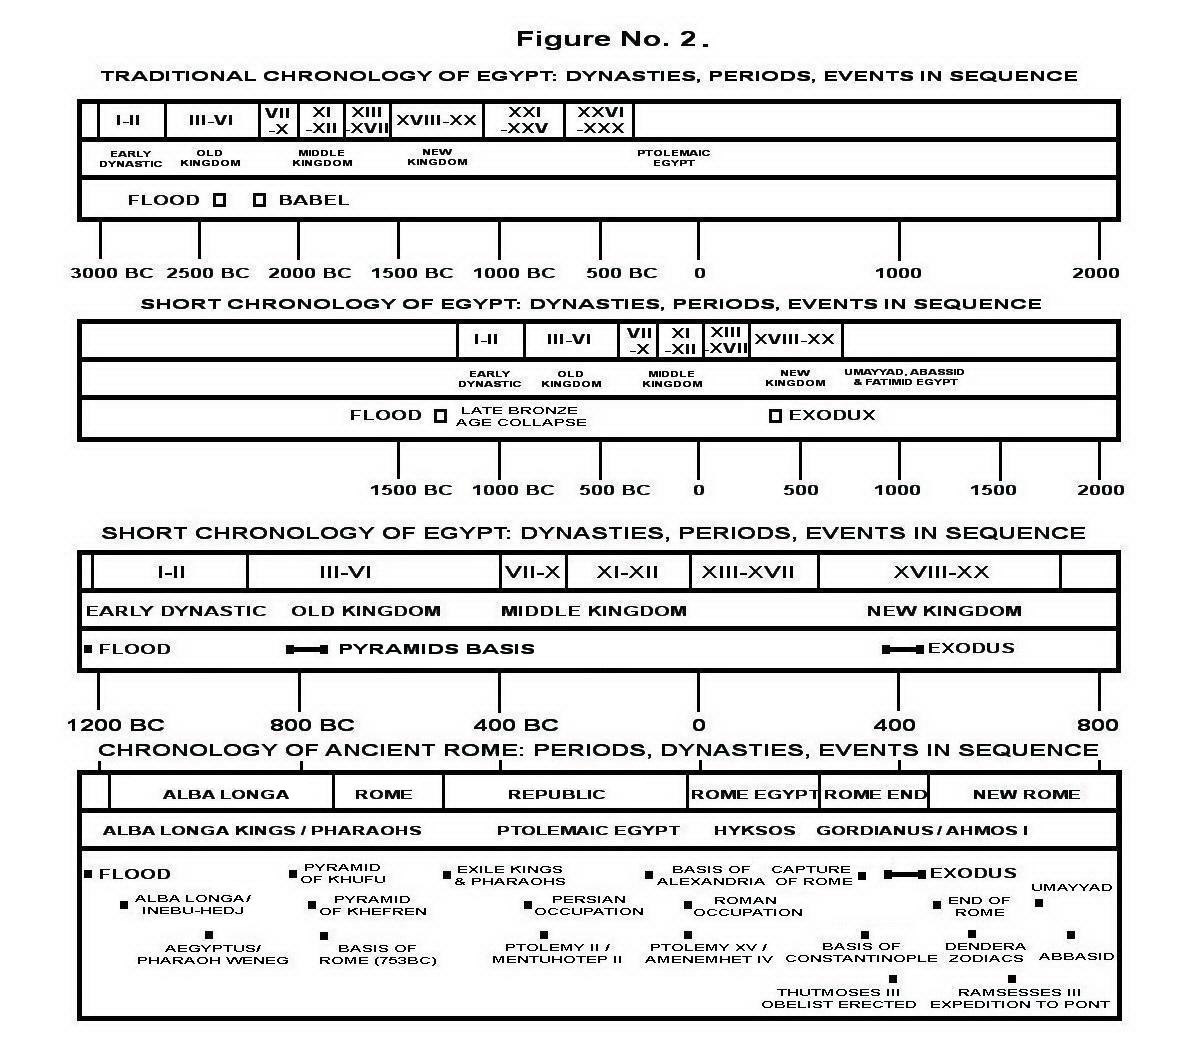 Figure No. 2.
TRADITIONAL CHRONOLOGY OF EGYPT: DYNASTIES, PERIODS, EVENTS IN SEQUENCE
I-II III-VI VII -X XI -XII XIII -XVII XVIII-XX XXI -XXV XXVI -XXX
EARLY DYNASTIC OLD KINGDOM MIDDLE KINGDOM NEW KINGDOM PTOLEMAIC EGYPT
FLOOD BABEL
3000 BC 2500 BC 2000 BC 1500 BC 1000 BC 500 BC 0 1000 2000
SHORT CHRONOLOGY OF EGYPT: DYNASTIES, PERIODS, EVENTS IN SEQUENCE
I-II III-VI VII -X XI -XII XIII -XVII XVIII-XX
EARLY DYNASTIC OLD KINGDOM MIDDLE KINGDOM NEW KINGDOM UMAYYAD, ABASSID & FATIMID EGYPT
FLOOD LATE BRONZE AGE COLLAPSE EXODUX
1500 BC 1000 BC 500 BC 0 500 1000 1500 2000
SHORT CHRONOLOGY OF EGYPT: DYNASTIES, PERIODS, EVENTS IN SEQUENCE
I-II III-VI VII-X XI-XII XIII-XVII XVIII-XX
EARLY DYNASTIC OLD KINGDOM MIDDLE KINGDOM NEW KINGDOM
FLOOD PYRAMIDS BASIS EXODUS
1200 BC 800 BC 400 BC 0 400 800
CHRONOLOGY OF ANCIENT ROME: PERIODS, DYNASTIES, EVENTS IN SEQUENCE
ALBA LONGA ROME REPUBLIC ROME EGYPT ROME END NEW ROME
ALBA LONGA KINGS / PHARAOHS PTOLEMAIC EGYPT HYKSOS GORDIANUS / AHMOS I
FLOOD PYRAMID OF KHUFU EXILE KINGS & PHARAOHS BASIS OF ALEXANDRIA CAPTURE OF ROME EXODUS UMAYYAD
ALBA LONGA/ INEBU-HEDJ PYRAMID OF KHEFREN PERSIAN OCCUPATION ROMAN OCCUPATION END OF ROME
AEGYPTUS/ PHARAOH WENEG BASIS OF ROME (753BC) PTOLEMY II / MENTUHOTEP II PTOLEMY XV / AMENEMHET IV BASIS OF CONSTANTINOPLE DENDERA ZODIACS ABBASID
THUTMOSES III OBELIST ERECTED RAMSESSES III EXPEDITION TO PONT